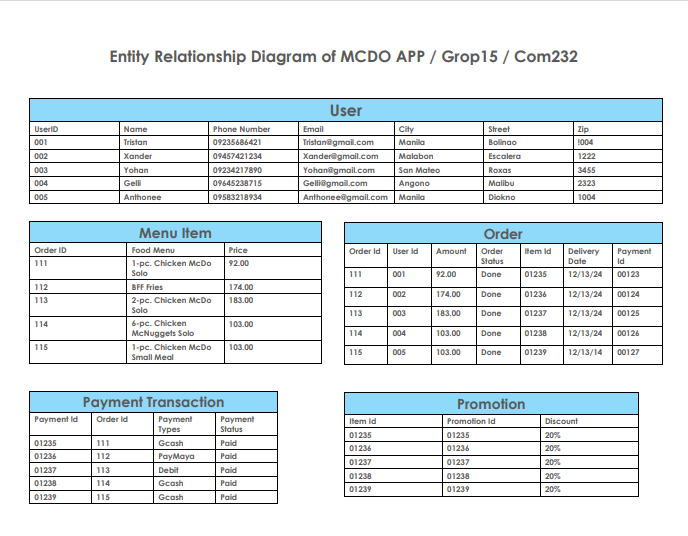 Entity Relationship Diagram of MCDO APP / Grop15 / Com232
User
UserID Name Phone Number Email City Street Zip
001 Tristan 09235686421 Tristan@gmail.com Manila Bolinao !004
002 Xander 09457421234 Xander@gmail.com Malabon Escalera 1222
003 Yohan 09234217890 Yohan@gmail.com San Mateo Roxas 3455
004 Gelli 09645238715 Gelli@gmail.com Angono Malibu 2323
005 Anthonee 09583218934 Anthonee@gmail.com Manila Diokno 1004
Menu Item
Order ID Food Menu Price
111 1-pc. Chicken McDo 92.00
Solo
112 BFF Fries 174.00
113 2-pc. Chicken McDo 183.00
Solo
114 6-pc. Chicken 103.00
McNuggets Solo
115 1-pc. Chicken McDo 103.00
Small Meal
Order
Order Id User Id Amount Order Item Id Delivery Payment
Status Date Id
111 001 92.00 Done 01235 12/13/24 00123
112 002 174.00 Done 01236 12/13/24 00124
113 003 183.00 Done 01237 12/13/24 00125
114 004 103.00 Done 01238 12/13/24 00126
115 005 103.00 Done 01239 12/13/14 00127
Payment Transaction
Payment Id Order Id Payment Payment
Types Status
01235 111 Gcash Paid
01236 112 PayMaya Paid
01237 113 Debit Paid
01238 114 Gcash Paid
01239 115 Gcash Paid
Promotion
Item Id Promotion Id Discount
01235 01235 20%
01236 01236 20%
01237 01237 20%
01238 01238 20%
01239 01239 20%